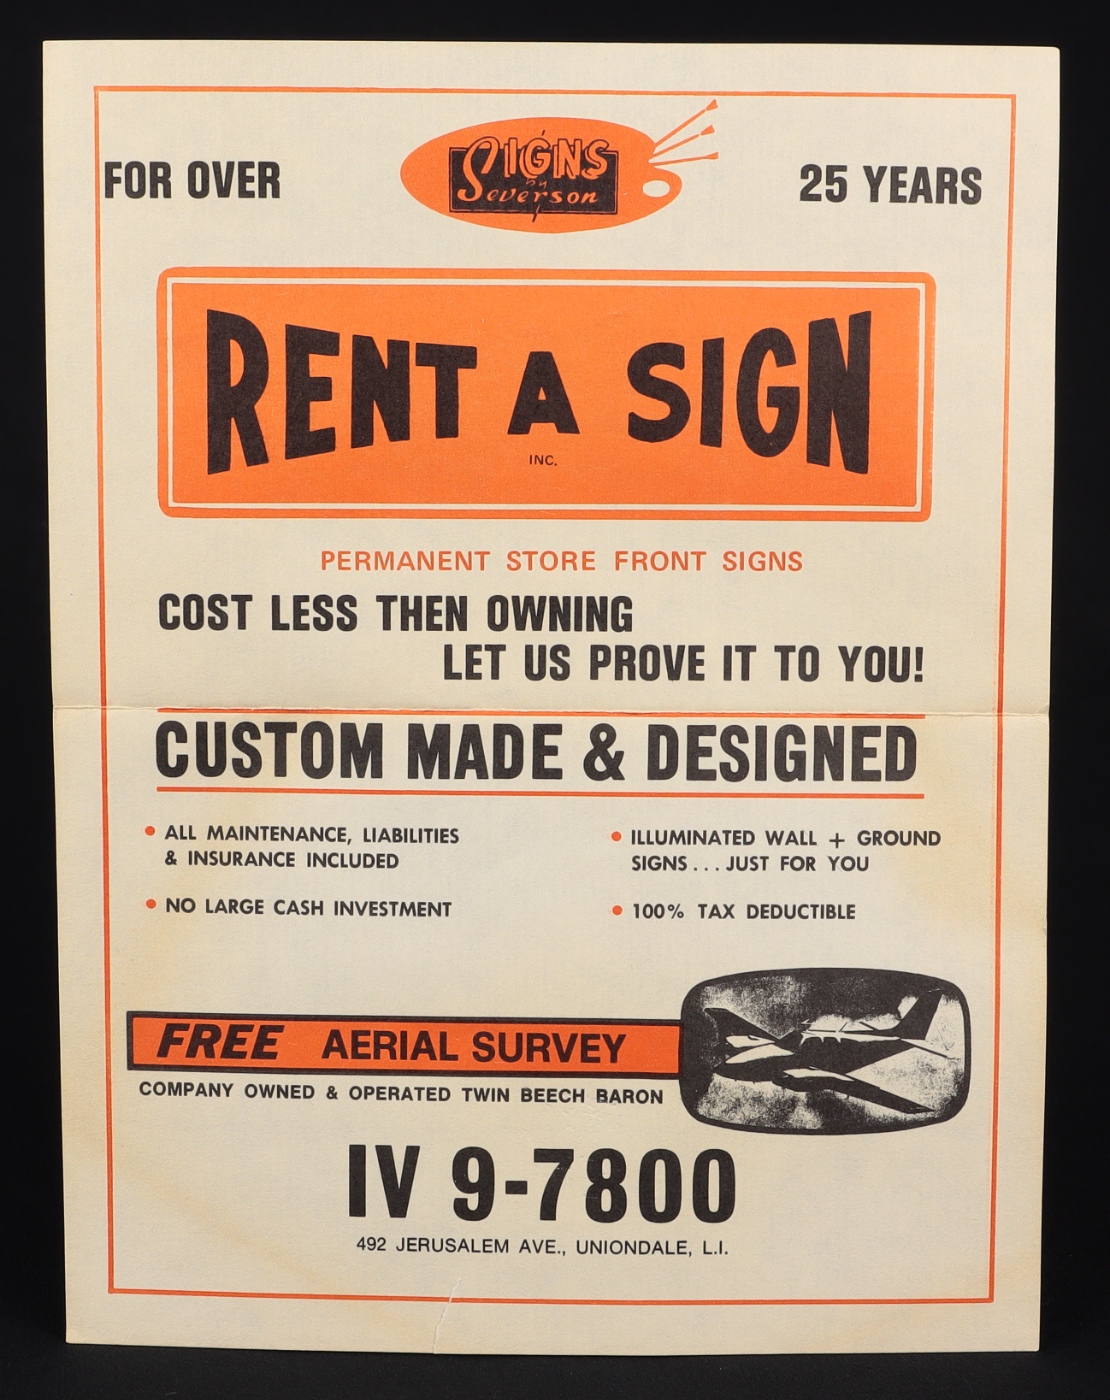 FOR OVER
SIGNS
by
Severson
25 YEARS
RENT A SIGN
INC.
PERMANENT STORE FRONT SIGNS
COST LESS THEN OWNING
LET US PROVE IT TO YOU!
CUSTOM MADE & DESIGNED
• ALL MAINTENANCE, LIABILITIES
& INSURANCE INCLUDED
• NO LARGE CASH INVESTMENT
• ILLUMINATED WALL + GROUND
SIGNS... JUST FOR YOU
• 100% TAX DEDUCTIBLE
FREE AERIAL SURVEY
COMPANY OWNED & OPERATED TWIN BEECH BARON
IV 9-7800
492 JERUSALEM AVE., UNIONDALE, L.I.